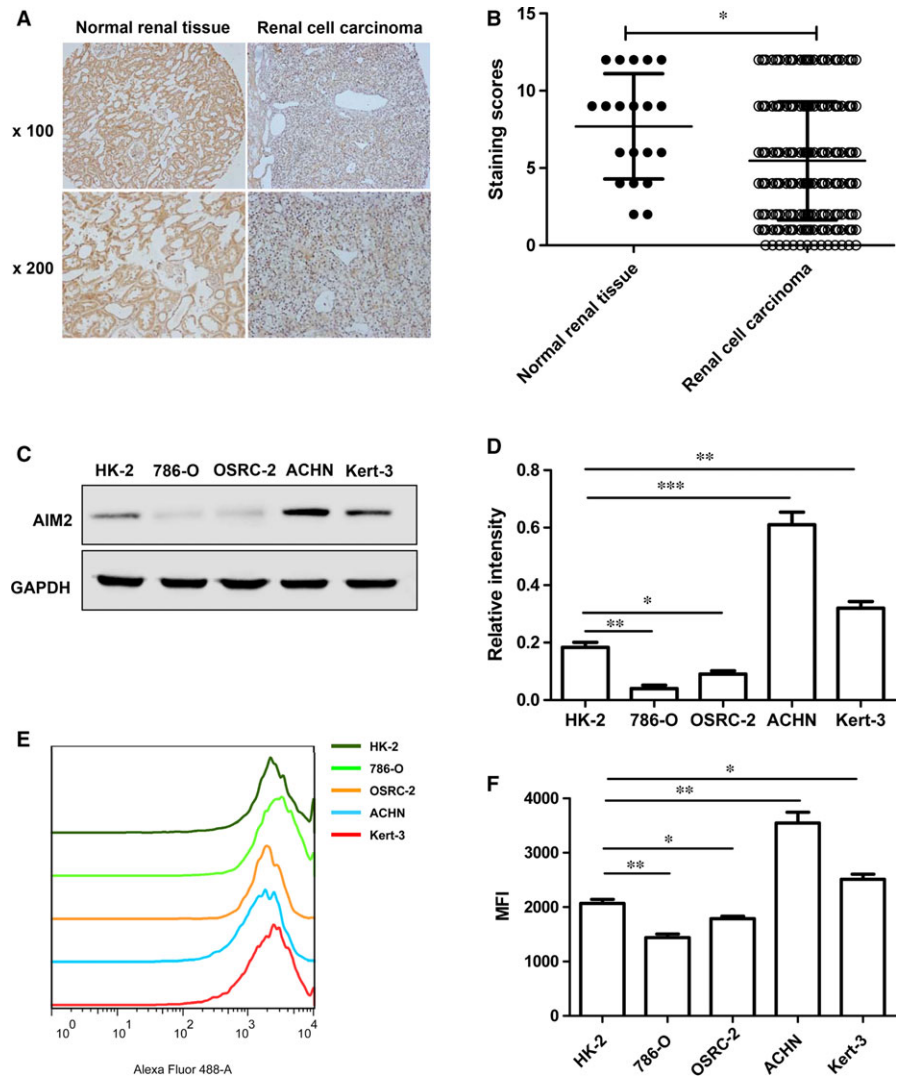 A
Normal renal tissue Renal cell carcinoma
x 100
x 200
B
*
15
10
5
0
Staining scores
Normal renal tissue
Renal cell carcinoma
C
HK-2 786-O OSRC-2 ACHN Kert-3
AIM2
GAPDH
D
**
***
*
**
0.8
0.6
0.4
0.2
0.0
Relative intensity
HK-2 786-O OSRC-2 ACHN Kert-3
E
HK-2
786-O
OSRC-2
ACHN
Kert-3
10^0 10^1 10^2 10^3 10^4
Alexa Fluor 488-A
F
*
**
*
**
4000
3000
2000
1000
0
MFI
HK-2
786-O
OSRC-2
ACHN
Kert-3